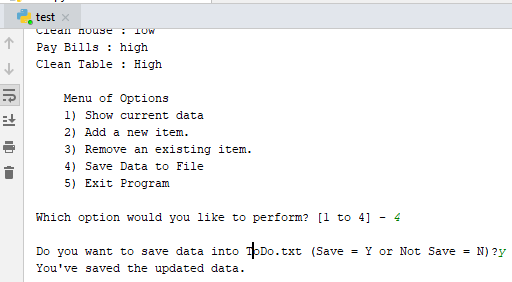 test
Clean House : low
Pay Bills : high
Clean Table : High
Menu of Options
1) Show current data
2) Add a new item.
3) Remove an existing item.
4) Save Data to File
5) Exit Program
Which option would you like to perform? [1 to 4] - 4
Do you want to save data into ToDo.txt (Save = Y or Not Save = N)?y
You've saved the updated data.